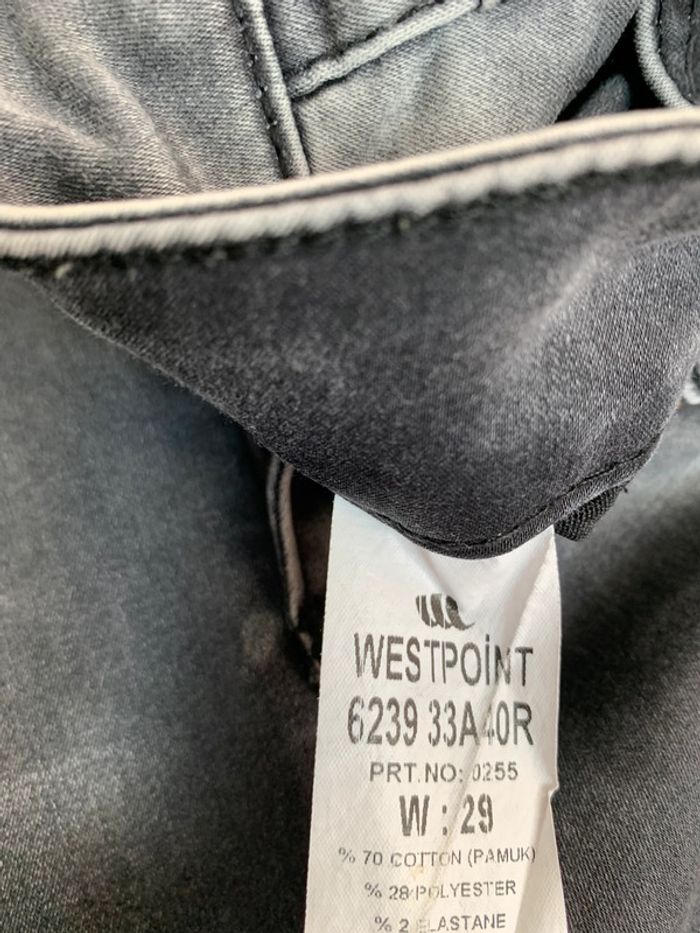 WESTPOİNT
6239 33A40R
PRT.NO: 0255
W : 29
% 70 COTTON (PAMUK)
% 28 POLYESTER
% 2 ELASTANE